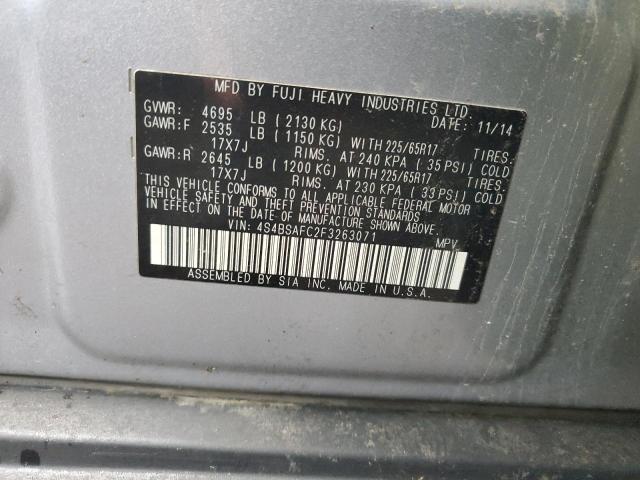 MFD BY FUJI HEAVY INDUSTRIES LTD.
GVWR: 4695 LB ( 2130 KG) DATE: 11/14
GAWR:F 2535 LB ( 1150 KG) WITH 225/65R17 TIRES.
17X7J RIMS. AT 240 KPA ( 35 PSI) COLD
GAWR:R 2645 LB ( 1200 KG) WITH 225/65R17 TIRES.
17X7J RIMS. AT 230 KPA ( 33 PSI) COLD
THIS VEHICLE CONFORMS TO ALL APPLICABLE FEDERAL MOTOR
VEHICLE SAFETY, BUMPER, AND THEFT PREVENTION STANDARDS
IN EFFECT ON THE DATE OF MANUFACTURE SHOWN ABOVE.
VIN: 4S4BSAFC2F3263071 MPV
ASSEMBLED BY SIA INC. MADE IN U.S.A.